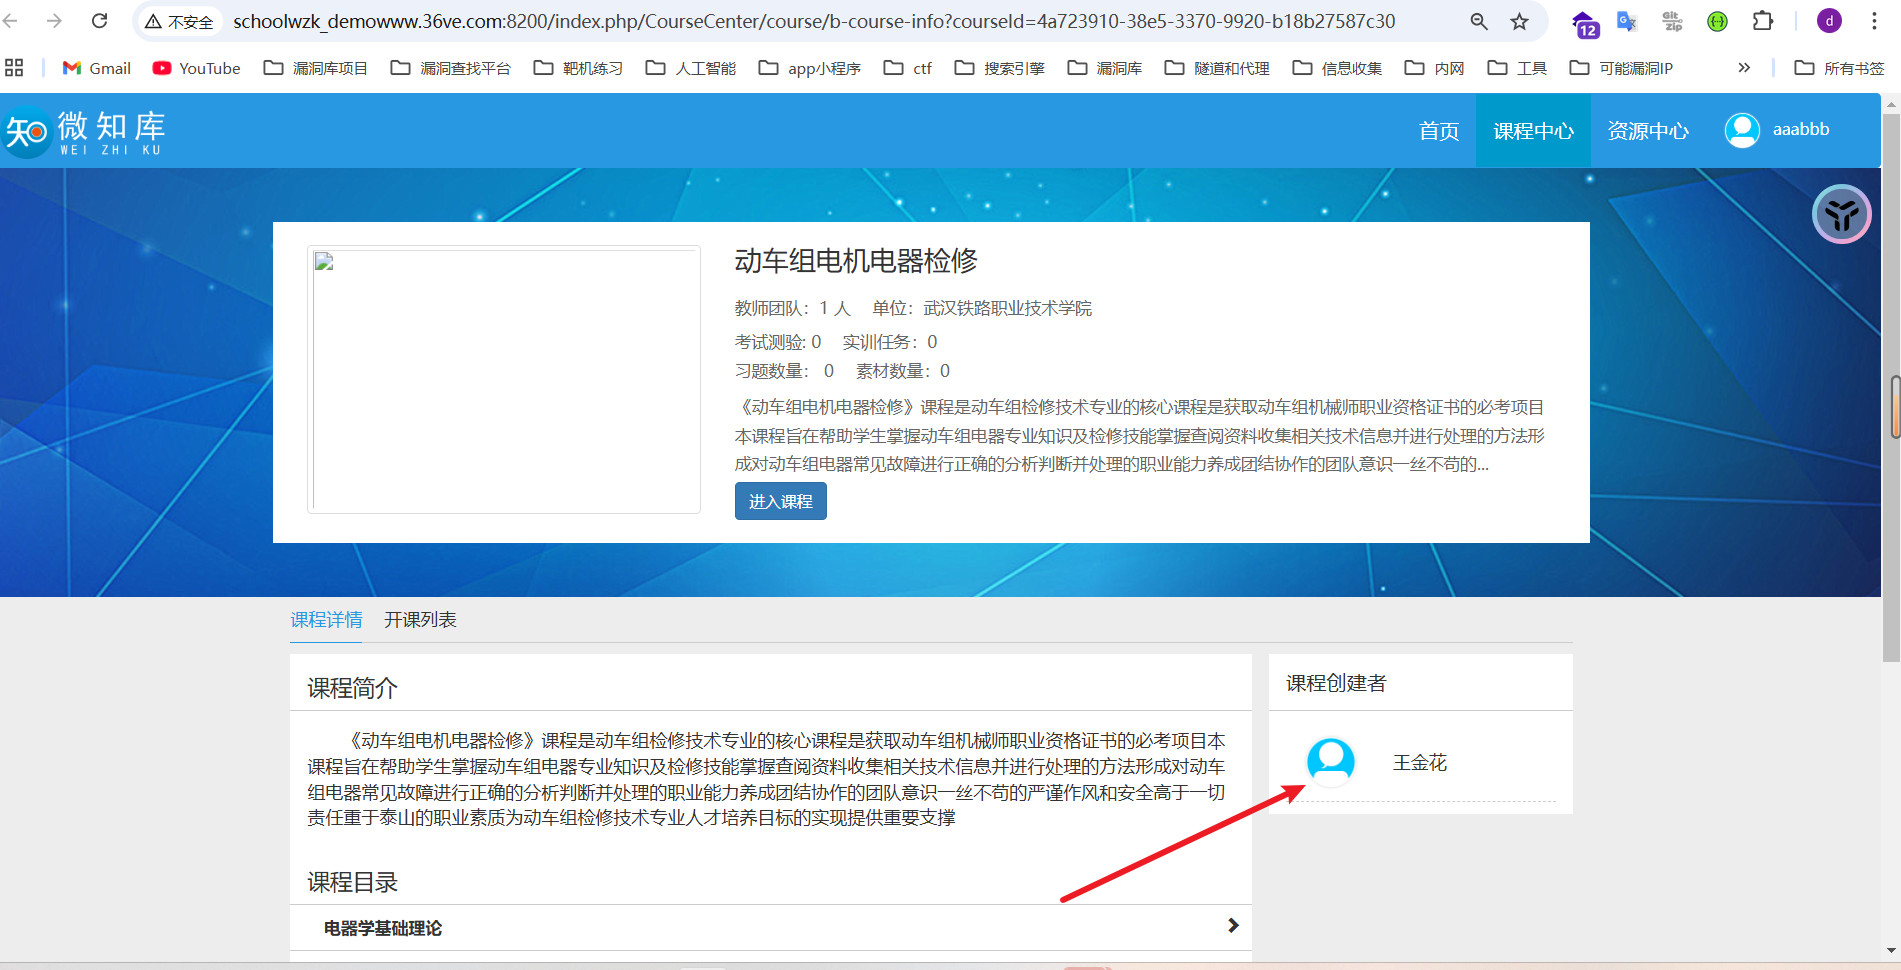 不安全 schoolwzk_demowww.36ve.com:8200/index.php/CourseCenter/course/b-course-info?courseId=4a723910-38e5-3370-9920-b18b27587c30 12 Git Zip d
Gmail YouTube 漏洞库项目 漏洞查找平台 靶机练习 人工智能 app小程序 ctf 搜索引擎 漏洞库 隧道和代理 信息收集 内网 工具 可能漏洞IP 所有书签
知 微知库
WEI ZHI KU
首页 课程中心 资源中心 aaabbb
动车组电机电器检修
教师团队：1 人 单位：武汉铁路职业技术学院
考试测验: 0 实训任务：0
习题数量： 0 素材数量：0
《动车组电机电器检修》课程是动车组检修技术专业的核心课程是获取动车组机械师职业资格证书的必考项目
本课程旨在帮助学生掌握动车组电器专业知识及检修技能掌握查阅资料收集相关技术信息并进行处理的方法形
成对动车组电器常见故障进行正确的分析判断并处理的职业能力养成团结协作的团队意识一丝不苟的...
进入课程
课程详情 开课列表
课程简介
《动车组电机电器检修》课程是动车组检修技术专业的核心课程是获取动车组机械师职业资格证书的必考项目本
课程旨在帮助学生掌握动车组电器专业知识及检修技能掌握查阅资料收集相关技术信息并进行处理的方法形成对动车
组电器常见故障进行正确的分析判断并处理的职业能力养成团结协作的团队意识一丝不苟的严谨作风和安全高于一切
责任重于泰山的职业素质为动车组检修技术专业人才培养目标的实现提供重要支撑
课程创建者
王金花
课程目录
电器学基础理论